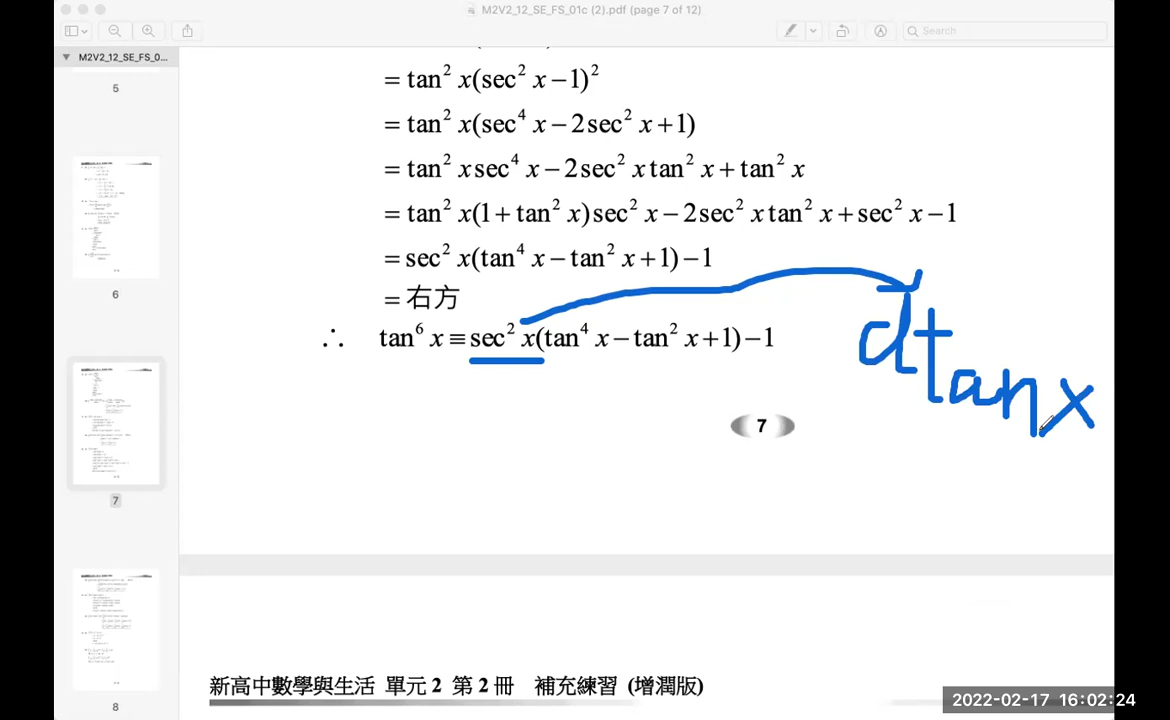 M2V2_12_SE_FS_01c (2).pdf (page 7 of 12)
Search
M2V2_12_SE_FS_0...
5
6
7
8
= tan² x(sec² x − 1)²
= tan² x(sec⁴ x − 2sec² x + 1)
= tan² x sec⁴ x − 2sec² x tan² x + tan² x
= tan² x(1 + tan² x)sec² x − 2sec² x tan² x + sec² x − 1
= sec² x(tan⁴ x − tan² x + 1) − 1
= 右方
∴ tan⁶ x ≡ sec² x(tan⁴ x − tan² x + 1) − 1
d tan x
7
新高中數學與生活 單元 2 第 2 冊 補充練習 (增潤版)
2022-02-17 16:02:24